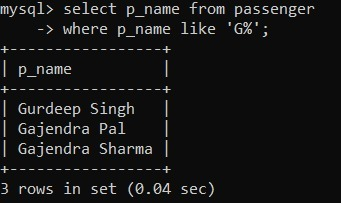 mysql> select p_name from passenger
    -> where p_name like 'G%';
+-----------------+
| p_name          |
+-----------------+
| Gurdeep Singh   |
| Gajendra Pal    |
| Gajendra Sharma |
+-----------------+
3 rows in set (0.04 sec)